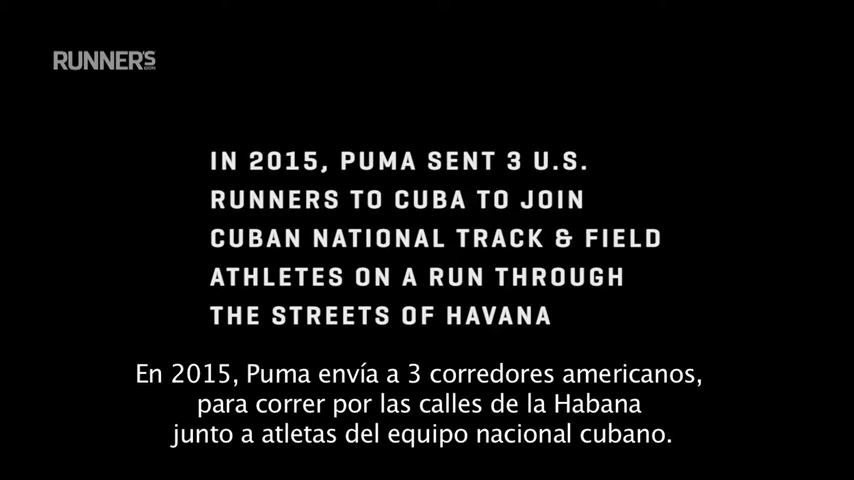 RUNNER'S
IN 2015, PUMA SENT 3 U.S.
RUNNERS TO CUBA TO JOIN
CUBAN NATIONAL TRACK & FIELD
ATHLETES ON A RUN THROUGH
THE STREETS OF HAVANA
En 2015, Puma envía a 3 corredores americanos,
para correr por las calles de la Habana
junto a atletas del equipo nacional cubano.